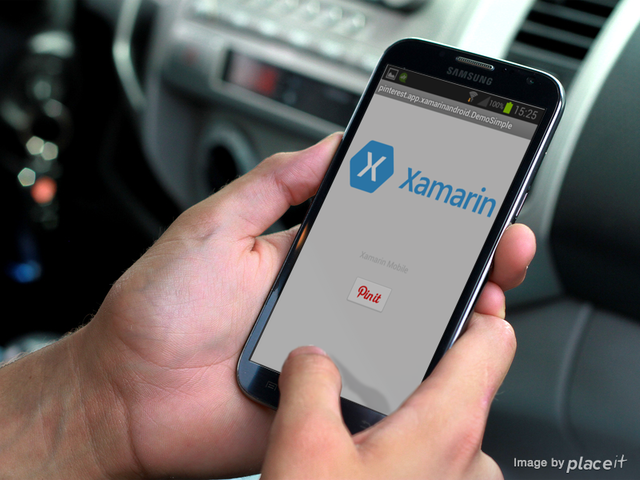 SAMSUNG
100% 15:25
pinterest.app.xamarinandroid.DemoSimple
X Xamarin
Xamarin Mobile
Pinit
Image by placeit